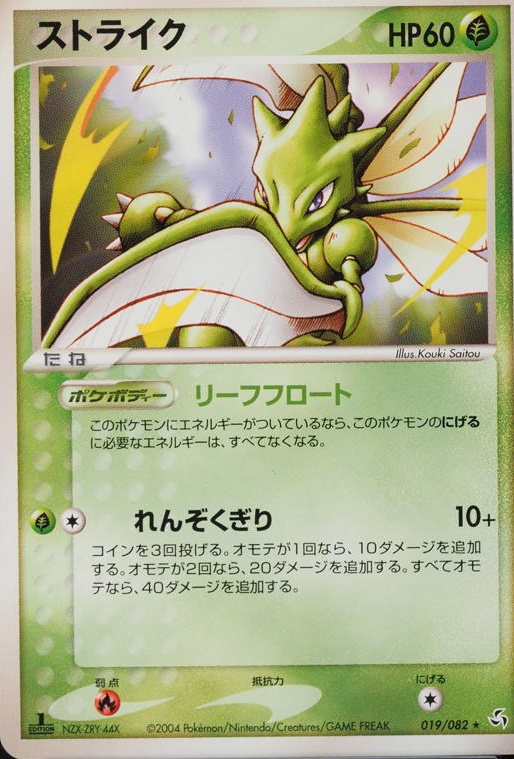 ストライク HP60
たね Illus.Kouki Saitou
ポケボディー リーフフロート
このポケモンにエネルギーがついているなら、このポケモンのにげる
に必要なエネルギーは、すべてなくなる。
れんぞくぎり 10+
コインを3回投げる。オモテが1回なら、10ダメージを追加
する。オモテが2回なら、20ダメージを追加する。すべてオモ
テなら、40ダメージを追加する。
弱点 抵抗力 にげる
1 EDITION NZX-ZRY-44X ©2004 Pokémon/Nintendo/Creatures/GAME FREAK 019/082 ★